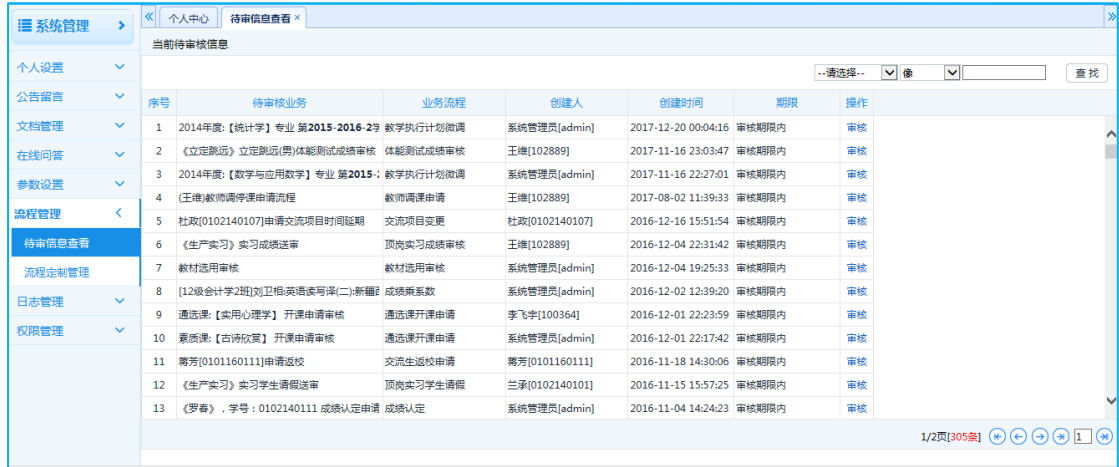 系统管理
个人中心 待审信息查看 ×
当前待审核信息
--请选择-- 像 查 找
个人设置
公告留言
文档管理
在线问答
参数设置
流程管理
待审信息查看
流程定制管理
日志管理
权限管理
序号 待审核业务 业务流程 创建人 创建时间 期限 操作
1 2014年度:【统计学】专业 第2015-2016-2学 教学执行计划微调 系统管理员[admin] 2017-12-20 00:04:16 审核期限内 审核
2 《立定跳远》立定跳远(男)体能测试成绩审核 体能测试成绩审核 王维[102889] 2017-11-16 23:03:47 审核期限内 审核
3 2014年度:【数学与应用数学】专业 第2015-: 教学执行计划微调 系统管理员[admin] 2017-11-16 22:27:01 审核期限内 审核
4 (王维)教师调停课申请流程 教师调课申请 王维[102889] 2017-08-02 11:39:33 审核期限内 审核
5 杜政[0102140107]申请交流项目时间延期 交流项目变更 杜政[0102140107] 2016-12-16 15:51:54 审核期限内 审核
6 《生产实习》实习成绩送审 顶岗实习成绩审核 王维[102889] 2016-12-04 22:31:42 审核期限内 审核
7 教材选用审核 教材选用审核 系统管理员[admin] 2016-12-04 19:25:33 审核期限内 审核
8 [12级会计学2班]刘卫相:英语读写译(二):新疆 成绩乘系数 系统管理员[admin] 2016-12-02 12:39:20 审核期限内 审核
9 通选课:【实用心理学】 开课申请审核 通选课开课申请 李飞宇[100364] 2016-12-01 22:23:59 审核期限内 审核
10 素质课:【古诗欣赏】 开课申请审核 通选课开课申请 系统管理员[admin] 2016-12-01 22:17:42 审核期限内 审核
11 蒋芳[0101160111]申请返校 交流生返校申请 蒋芳[0101160111] 2016-11-18 14:30:06 审核期限内 审核
12 《生产实习》实习学生请假送审 顶岗实习学生请假 兰承[0102140101] 2016-11-15 15:57:25 审核期限内 审核
13 《罗春》，学号：0102140111 成绩认定申请 成绩认定 系统管理员[admin] 2016-11-04 14:24:23 审核期限内 审核
1/2页[305条] 1